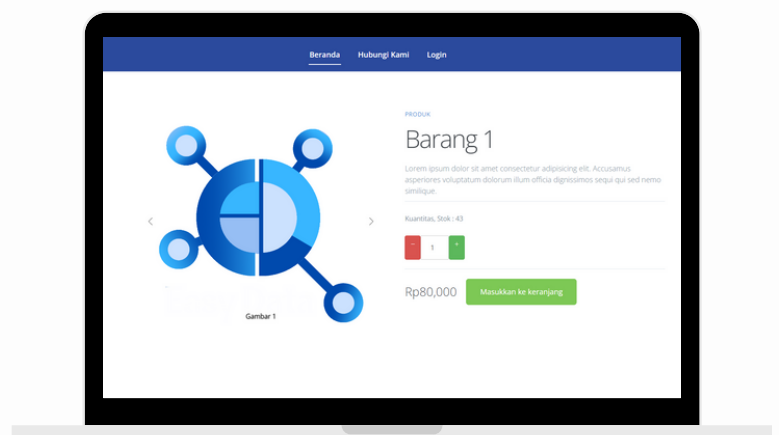 Beranda Hubungi Kami Login
PRODUK
Barang 1
Lorem ipsum dolor sit amet consectetur adipisicing elit. Accusamus
asperiores voluptatum dolorum illum officia dignissimos sequi qui sed nemo
similique.
Kuantitas, Stok : 43
- 1 +
Rp80,000 Masukkan ke keranjang
Gambar 1